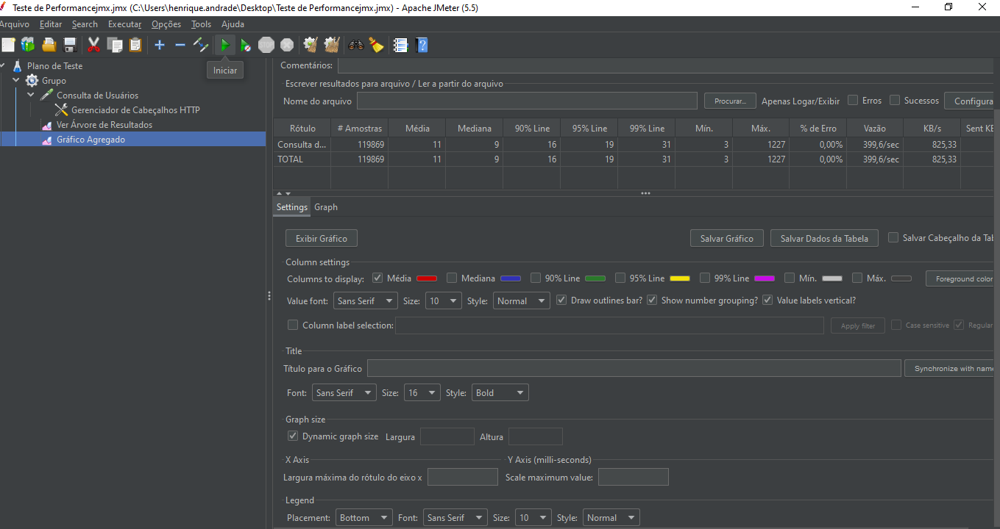 Teste de Performancejmx.jmx (C:\Users\henrique.andrade\Desktop\Teste de Performancejmx.jmx) - Apache JMeter (5.5)
Arquivo Editar Search Executar Opções Tools Ajuda
STOP
Iniciar
Plano de Teste
Grupo
Consulta de Usuários
Gerenciador de Cabeçalhos HTTP
Ver Árvore de Resultados
Gráfico Agregado
Comentários:
Escrever resultados para arquivo / Ler a partir do arquivo
Nome do arquivo Procurar... Apenas Logar/Exibir Erros Sucessos Configura
Rótulo # Amostras Média Mediana 90% Line 95% Line 99% Line Mín. Máx. % de Erro Vazão KB/s Sent KB
Consulta d... 119869 11 9 16 19 31 3 1227 0,00% 399,6/sec 825,33
TOTAL 119869 11 9 16 19 31 3 1227 0,00% 399,6/sec 825,33
Settings Graph
Exibir Gráfico Salvar Gráfico Salvar Dados da Tabela Salvar Cabeçalho da Tab
Column settings
Columns to display: Média Mediana 90% Line 95% Line 99% Line Mín. Máx. Foreground color
Value font: Sans Serif Size: 10 Style: Normal Draw outlines bar? Show number grouping? Value labels vertical?
Column label selection: Apply filter Case sensitive Regular
Title
Título para o Gráfico Synchronize with name
Font: Sans Serif Size: 16 Style: Bold
Graph size
Dynamic graph size Largura Altura
X Axis Y Axis (milli-seconds)
Largura máxima do rótulo do eixo x Scale maximum value:
Legend
Placement: Bottom Font: Sans Serif Size: 10 Style: Normal